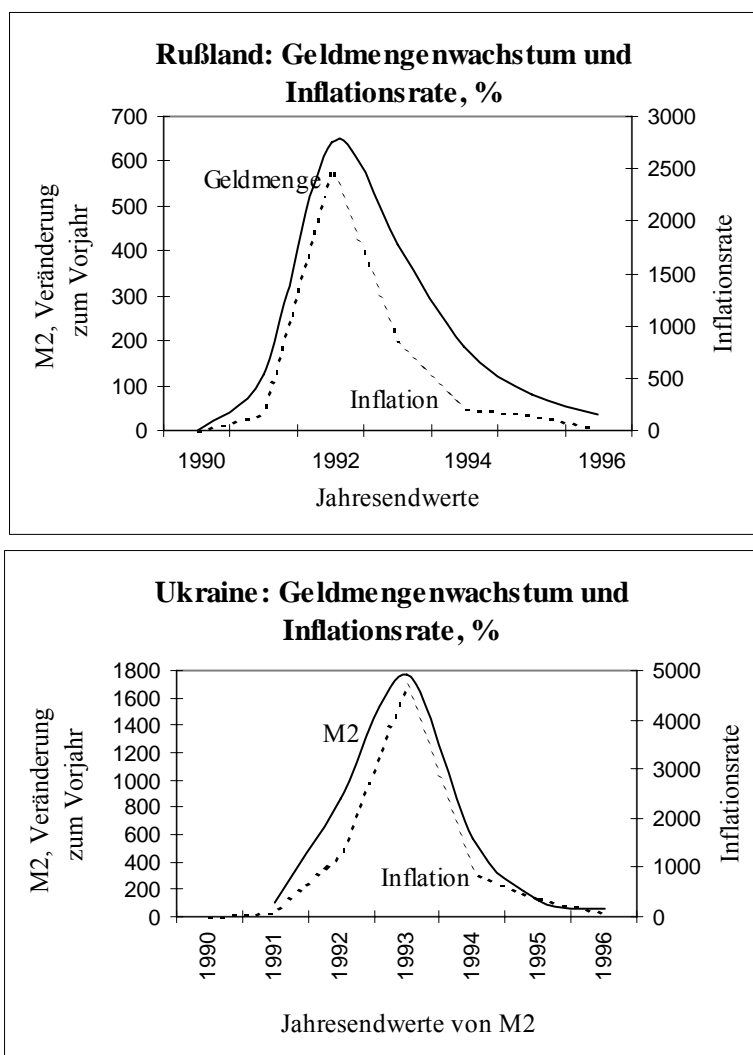 Rußland: Geldmengenwachstum und
Inflationsrate, %
M2, Veränderung
zum Vorjahr
700
600
500
400
300
200
100
0
Geldmenge
Inflation
3000
2500
2000
1500
1000
500
0
Inflationsrate
1990 1992 1994 1996
Jahresendwerte
Ukraine: Geldmengenwachstum und
Inflationsrate, %
M2, Veränderung
zum Vorjahr
1800
1600
1400
1200
1000
800
600
400
200
0
M2
Inflation
5000
4000
3000
2000
1000
0
Inflationsrate
1990 1991 1992 1993 1994 1995 1996
Jahresendwerte von M2